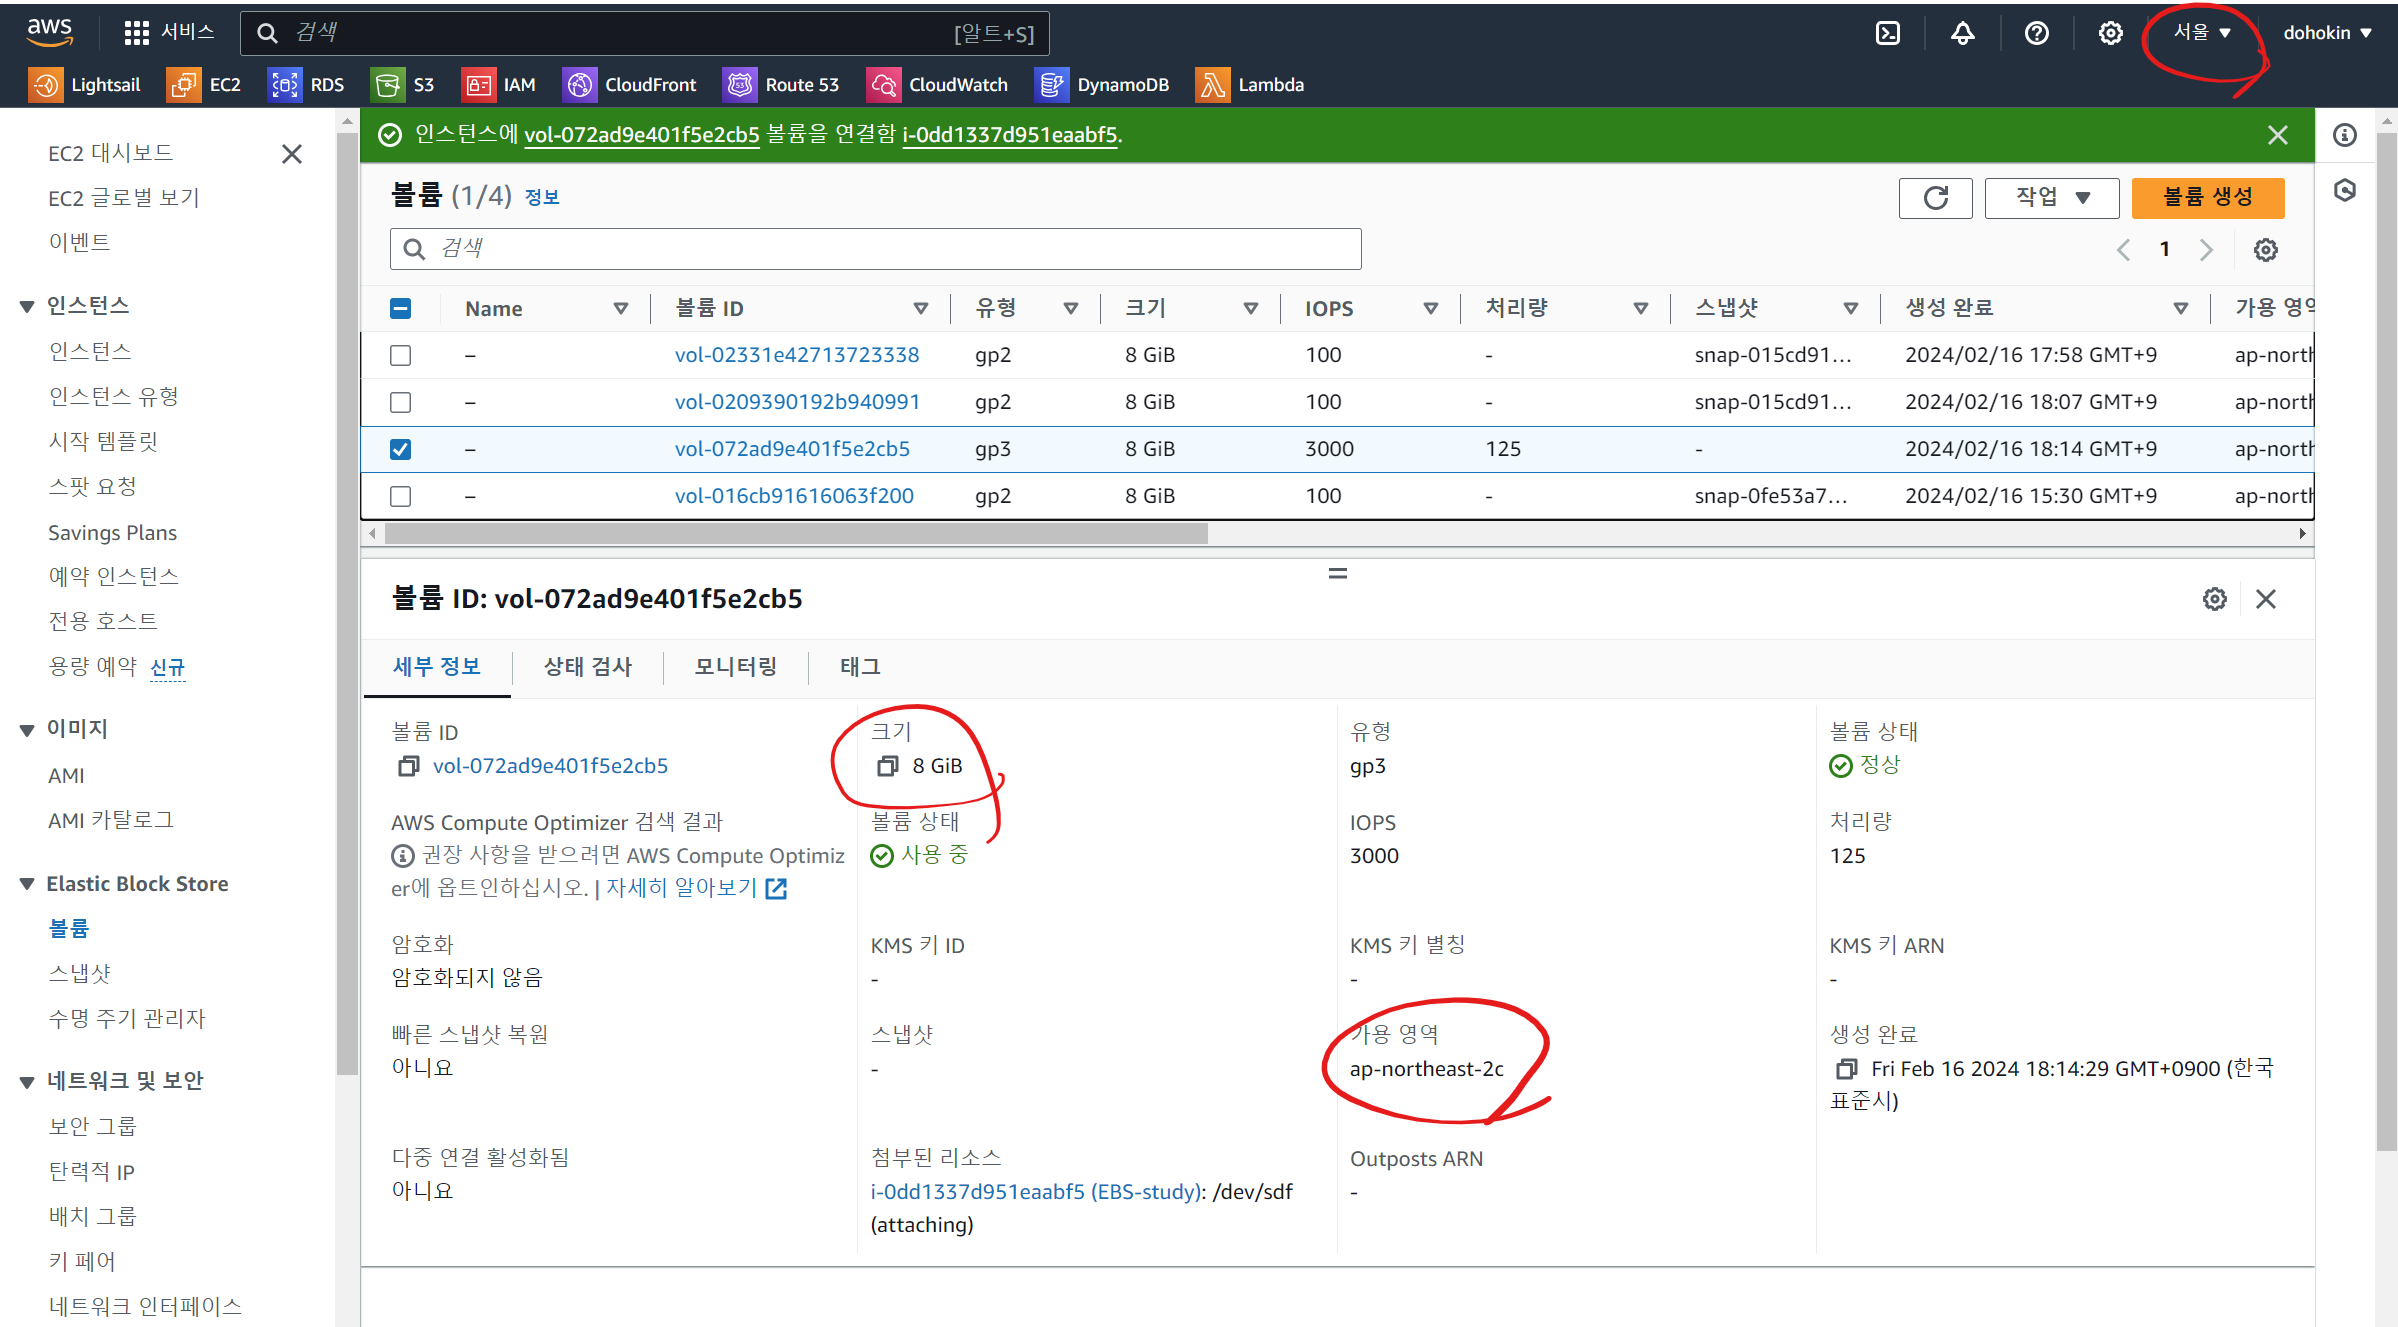 aws 서비스 검색 [알트+S] 서울 ▼ dohokin ▼
Lightsail EC2 RDS S3 IAM CloudFront Route 53 CloudWatch DynamoDB Lambda
EC2 대시보드
EC2 글로벌 보기
이벤트
인스턴스
인스턴스
인스턴스 유형
시작 템플릿
스팟 요청
Savings Plans
예약 인스턴스
전용 호스트
용량 예약 신규
이미지
AMI
AMI 카탈로그
Elastic Block Store
볼륨
스냅샷
수명 주기 관리자
네트워크 및 보안
보안 그룹
탄력적 IP
배치 그룹
키 페어
네트워크 인터페이스
인스턴스에 vol-072ad9e401f5e2cb5 볼륨을 연결함 i-0dd1337d951eaabf5.
볼륨 (1/4) 정보
작업 ▼ 볼륨 생성
검색
1
Name 볼륨 ID 유형 크기 IOPS 처리량 스냅샷 생성 완료 가용 영역
– vol-02331e42713723338 gp2 8 GiB 100 - snap-015cd91... 2024/02/16 17:58 GMT+9 ap-north
– vol-0209390192b940991 gp2 8 GiB 100 - snap-015cd91... 2024/02/16 18:07 GMT+9 ap-north
– vol-072ad9e401f5e2cb5 gp3 8 GiB 3000 125 - 2024/02/16 18:14 GMT+9 ap-north
– vol-016cb91616063f200 gp2 8 GiB 100 - snap-0fe53a7... 2024/02/16 15:30 GMT+9 ap-north
볼륨 ID: vol-072ad9e401f5e2cb5
세부 정보 상태 검사 모니터링 태그
볼륨 ID
vol-072ad9e401f5e2cb5
크기
8 GiB
유형
gp3
볼륨 상태
정상
AWS Compute Optimizer 검색 결과
권장 사항을 받으려면 AWS Compute Optimiz
er에 옵트인하십시오. | 자세히 알아보기
볼륨 상태
사용 중
IOPS
3000
처리량
125
암호화
암호화되지 않음
KMS 키 ID
-
KMS 키 별칭
-
KMS 키 ARN
-
빠른 스냅샷 복원
아니요
스냅샷
-
가용 영역
ap-northeast-2c
생성 완료
Fri Feb 16 2024 18:14:29 GMT+0900 (한국
표준시)
다중 연결 활성화됨
아니요
첨부된 리소스
i-0dd1337d951eaabf5 (EBS-study): /dev/sdf
(attaching)
Outposts ARN
-